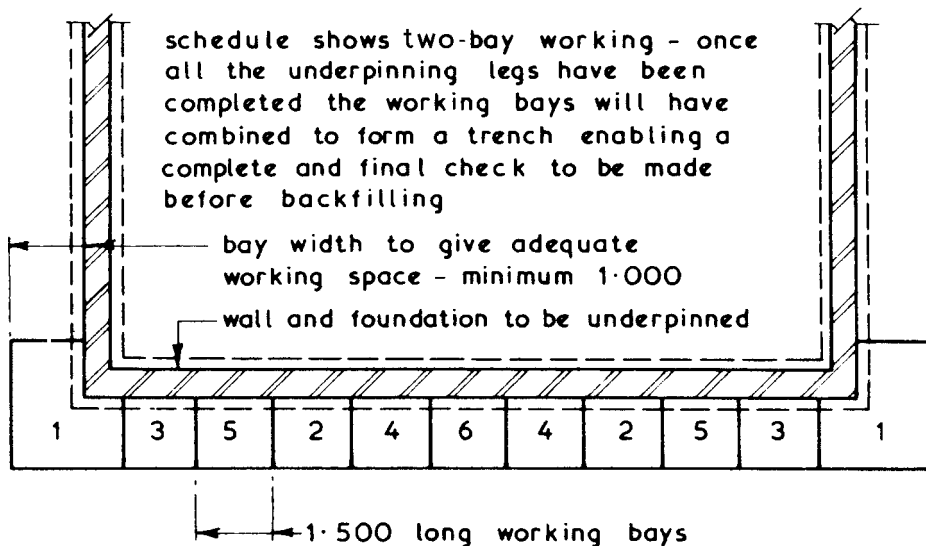 schedule shows two-bay working - once
all the underpinning legs have been
completed the working bays will have
combined to form a trench enabling a
complete and final check to be made
before backfilling
bay width to give adequate
working space - minimum 1·000
wall and foundation to be underpinned
1 3 5 2 4 6 4 2 5 3 1
1·500 long working bays